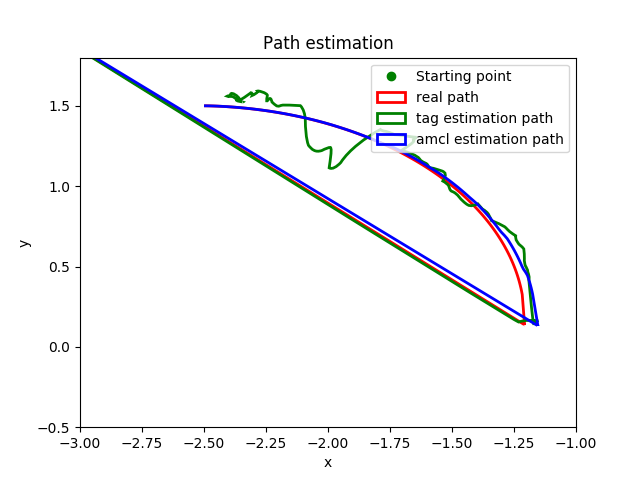 Path estimation
Starting point
real path
tag estimation path
amcl estimation path
1.5
1.0
0.5
0.0
−0.5
y
−3.00 −2.75 −2.50 −2.25 −2.00 −1.75 −1.50 −1.25 −1.00
x